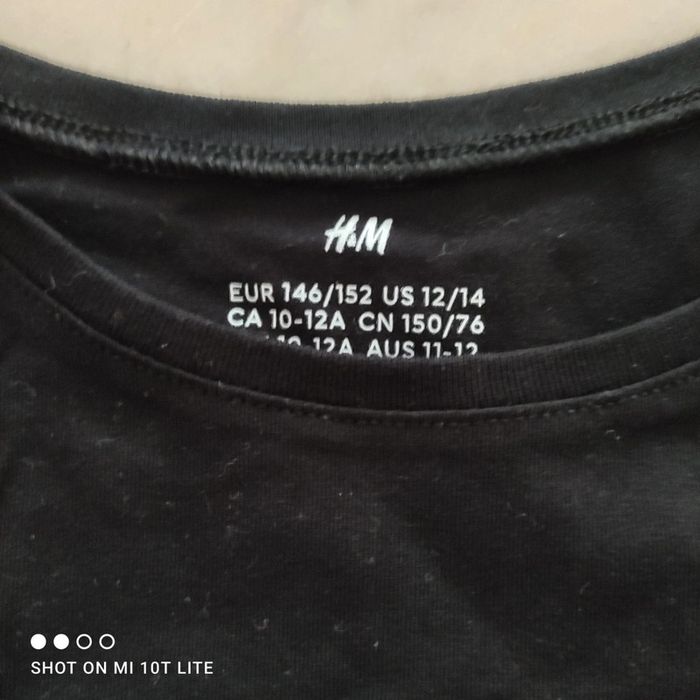 H&M
EUR 146/152 US 12/14
CA 10-12A CN 150/76
12A AUS 11-12
SHOT ON MI 10T LITE